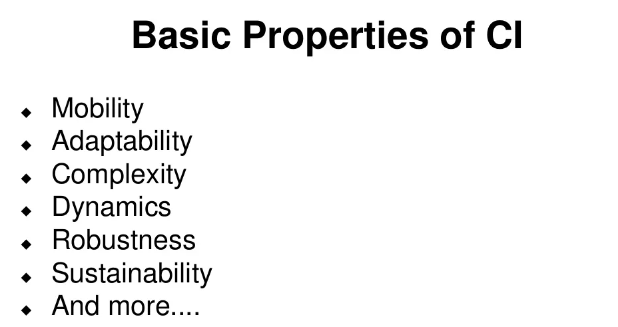 Basic Properties of CI
Mobility
Adaptability
Complexity
Dynamics
Robustness
Sustainability
And more....